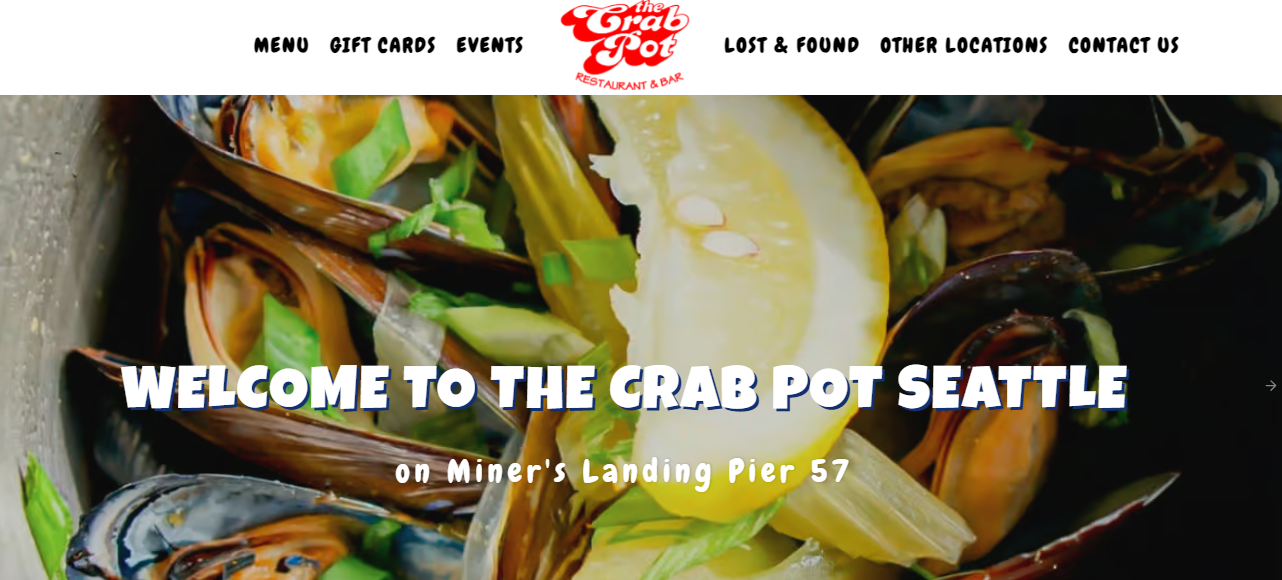 MENU GIFT CARDS EVENTS
the
Crab
Pot
RESTAURANT & BAR
LOST & FOUND OTHER LOCATIONS CONTACT US
WELCOME TO THE CRAB POT SEATTLE
on Miner's Landing Pier 57